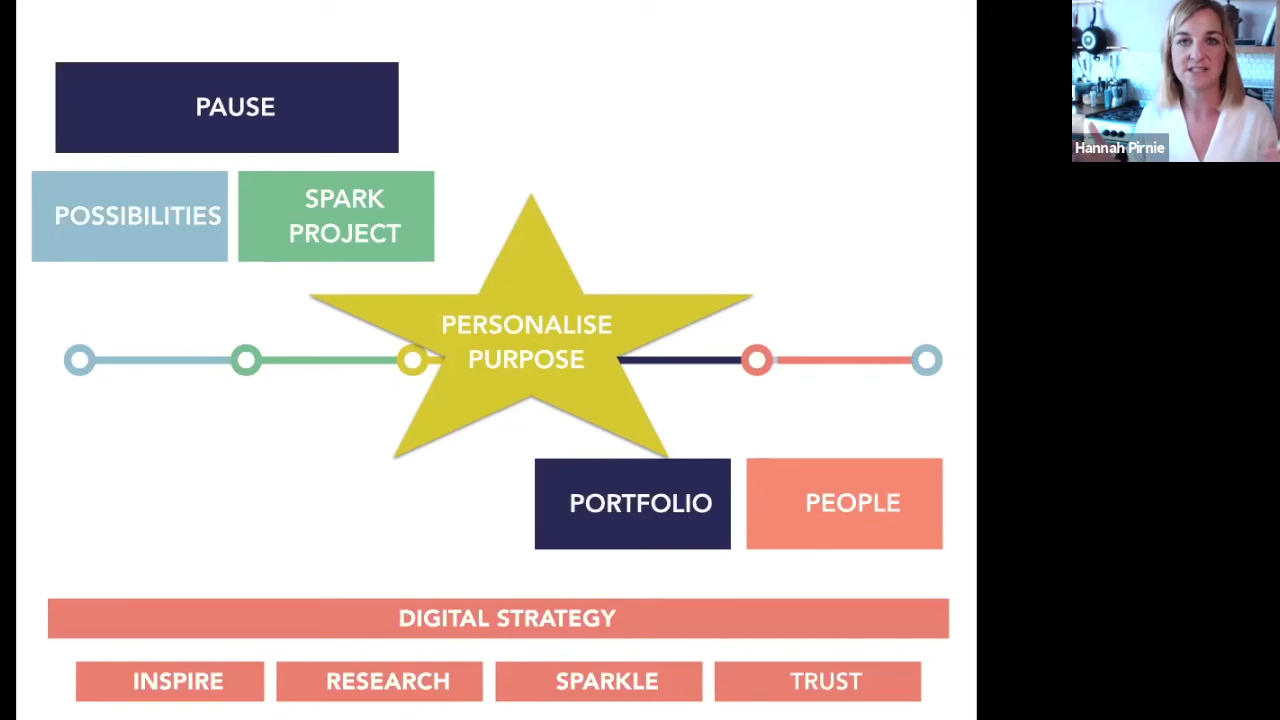 PAUSE
POSSIBILITIES
SPARK
PROJECT
PERSONALISE
PURPOSE
PORTFOLIO
PEOPLE
DIGITAL STRATEGY
INSPIRE
RESEARCH
SPARKLE
TRUST
Hannah Pirnie